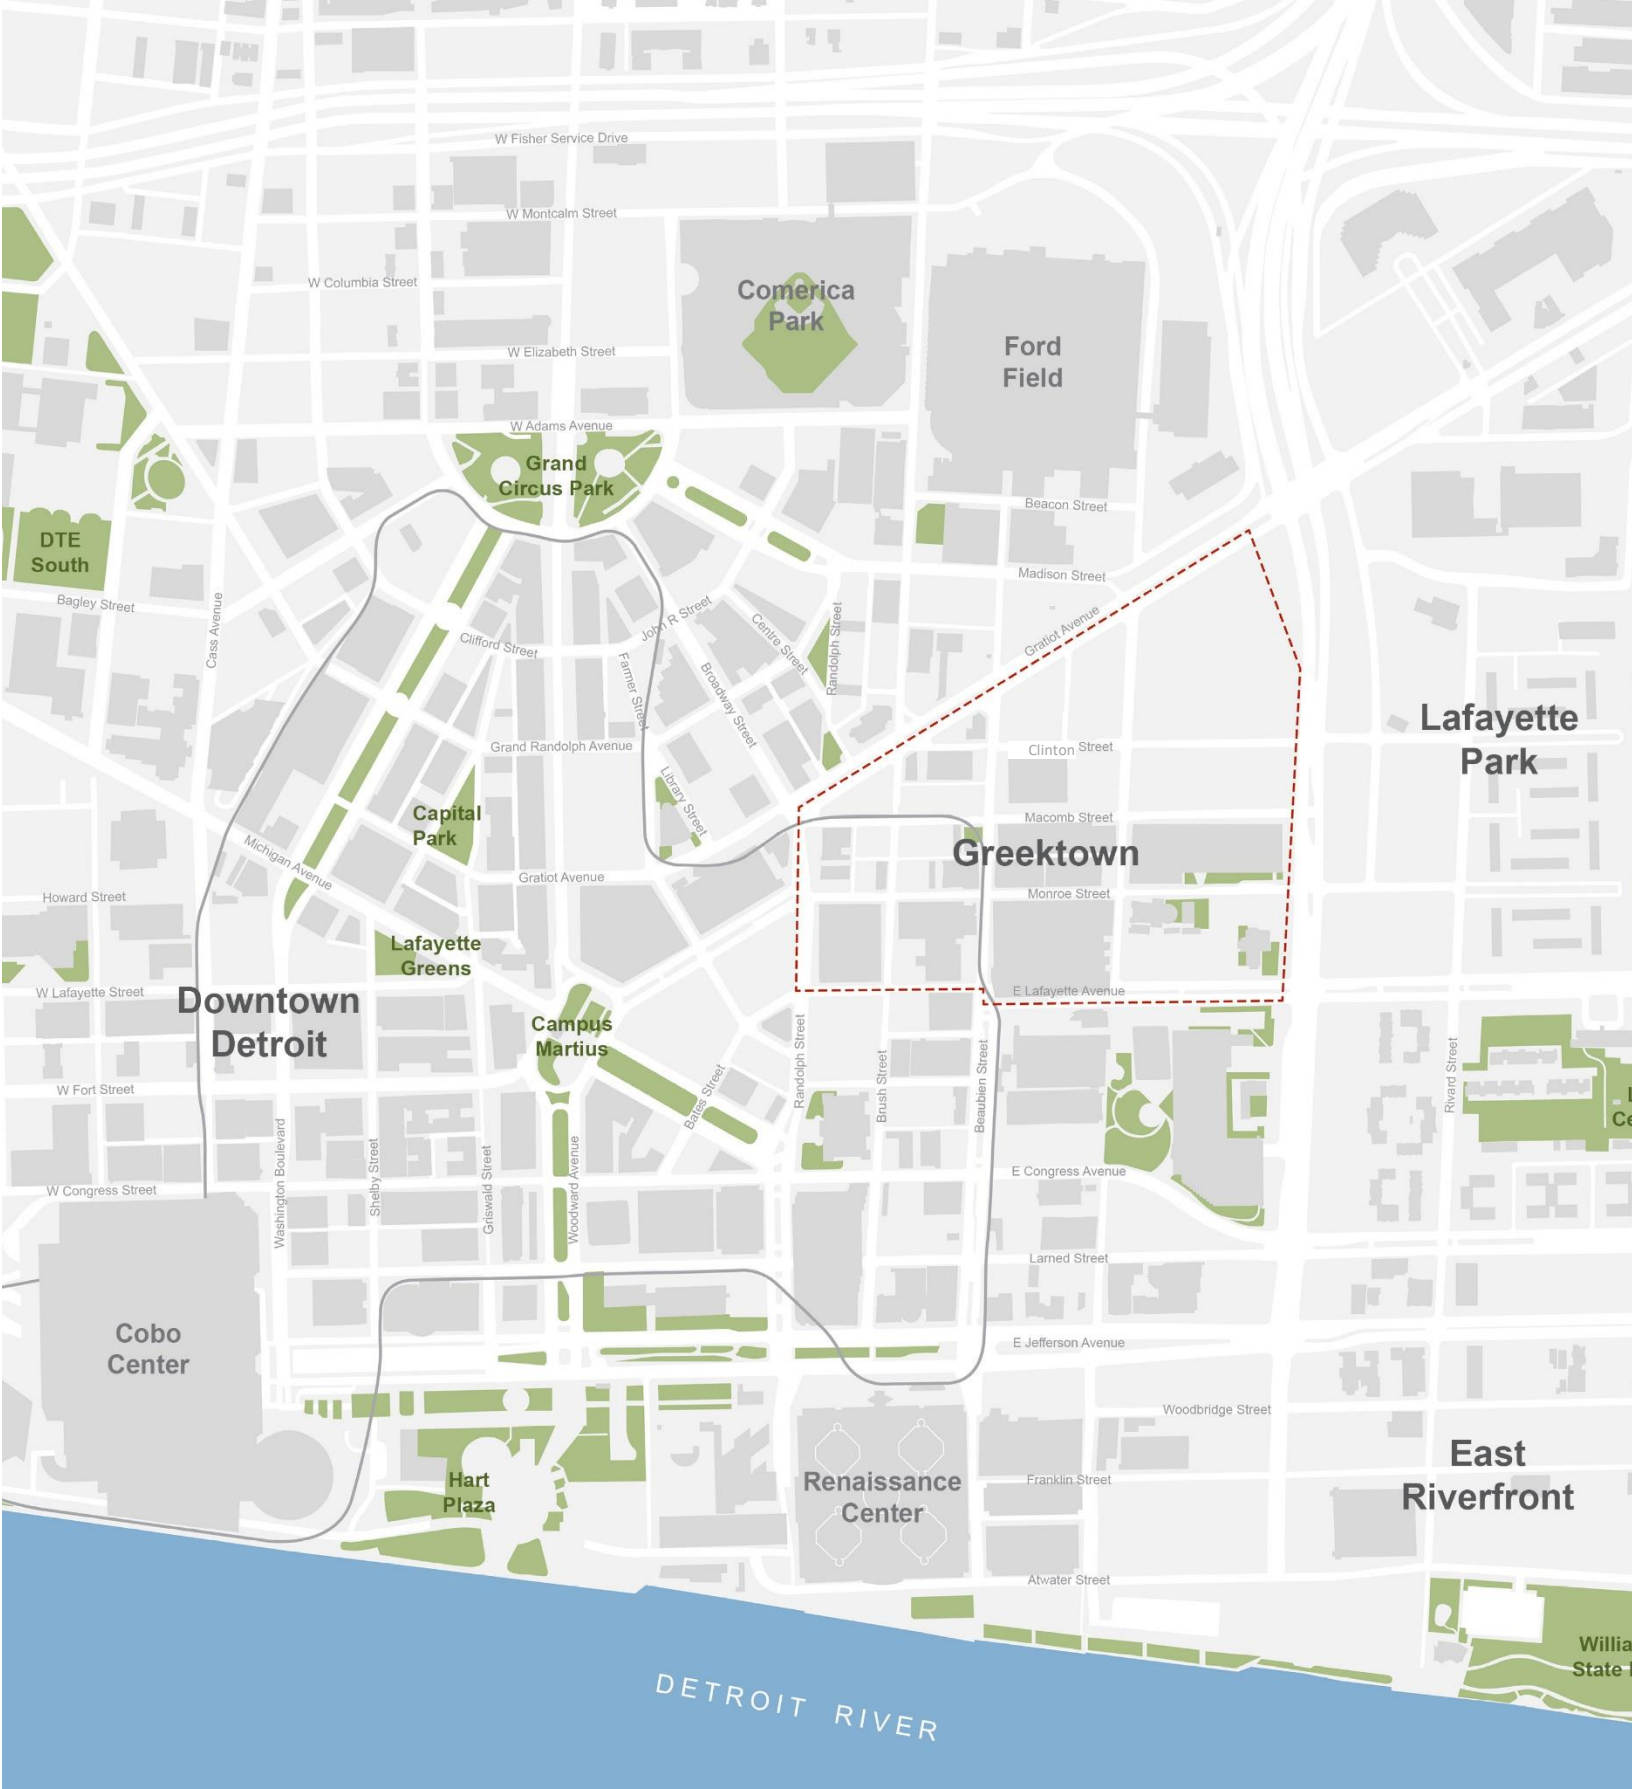 W Fisher Service Drive
W Montcalm Street
W Columbia Street
Comerica
Park
Ford
Field
W Elizabeth Street
W Adams Avenue
Grand
Circus Park
Beacon Street
DTE
South
Madison Street
Bagley Street
Cass Avenue
Clifford Street
John R Street
Centre Street
Randolph Street
Gratiot Avenue
Farmer Street
Broadway Street
Lafayette
Park
Grand Randolph Avenue
Clinton Street
Library Street
Capital
Park
Macomb Street
Michigan Avenue
Greektown
Gratiot Avenue
Howard Street
Monroe Street
Lafayette
Greens
W Lafayette Street
E Lafayette Avenue
Downtown
Detroit
Campus
Martius
Randolph Street
Brush Street
Beaubien Street
Rivard Street
W Fort Street
Bates Street
Washington Boulevard
Shelby Street
Griswald Street
Woodward Avenue
L
Ce
E Congress Avenue
W Congress Street
Larned Street
Cobo
Center
E Jefferson Avenue
Woodbridge Street
East
Riverfront
Hart
Plaza
Renaissance
Center
Franklin Street
Atwater Street
Willia
State
DETROIT RIVER